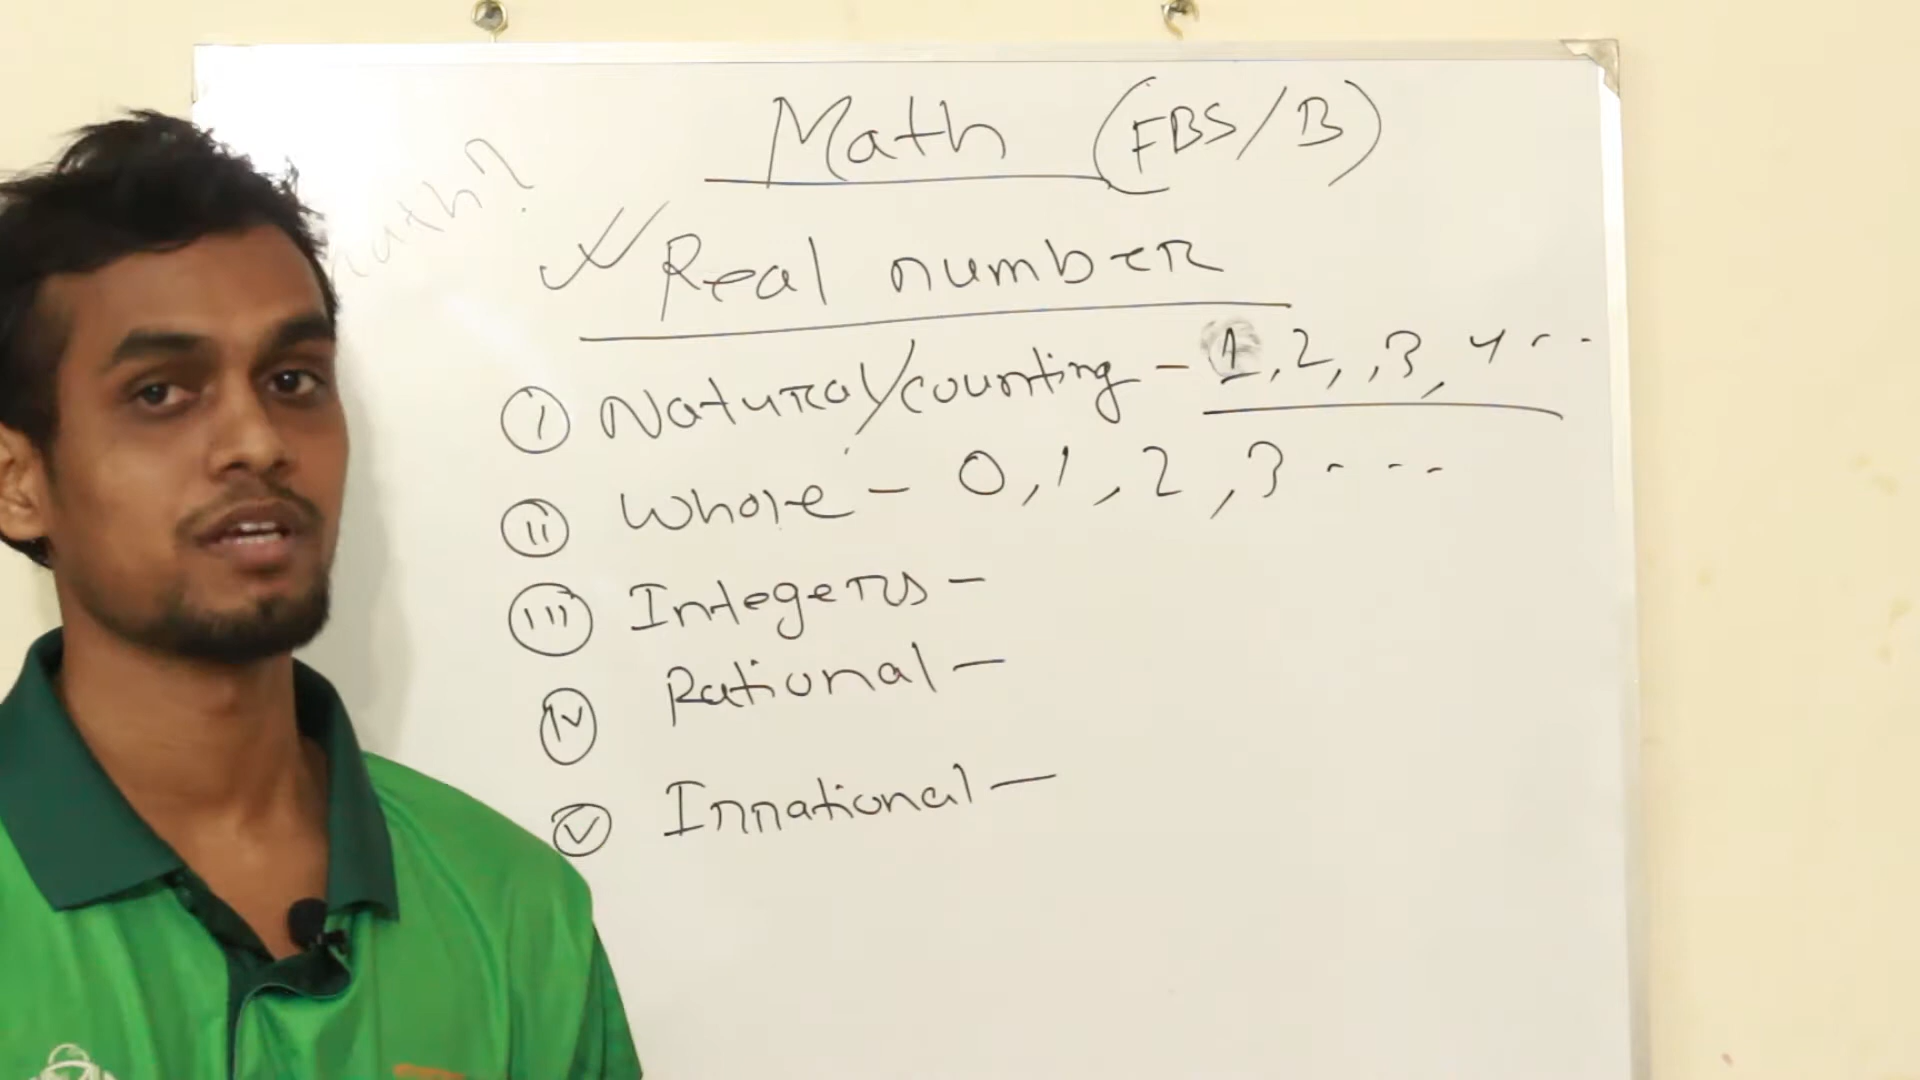 Math (FBS/B)
math?
Real number
i Natural/counting - 1, 2, , 3, 4 - -
ii Whole - 0, 1, 2, 3 - - - -
iii Integers -
iv Rational -
v Irrational -